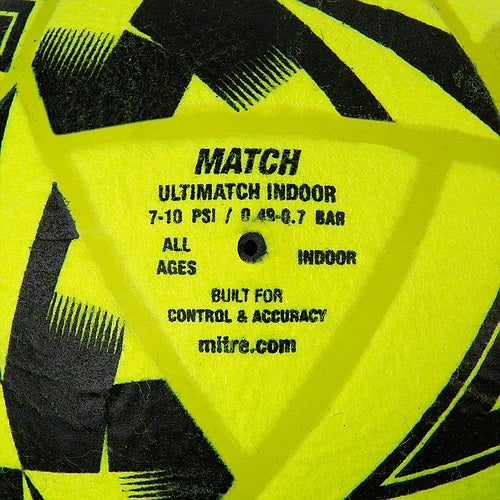 MATCH
ULTIMATCH INDOOR
7-10 PSI / 0.49-0.7 BAR
ALL AGES
INDOOR
BUILT FOR
CONTROL & ACCURACY
mitre.com